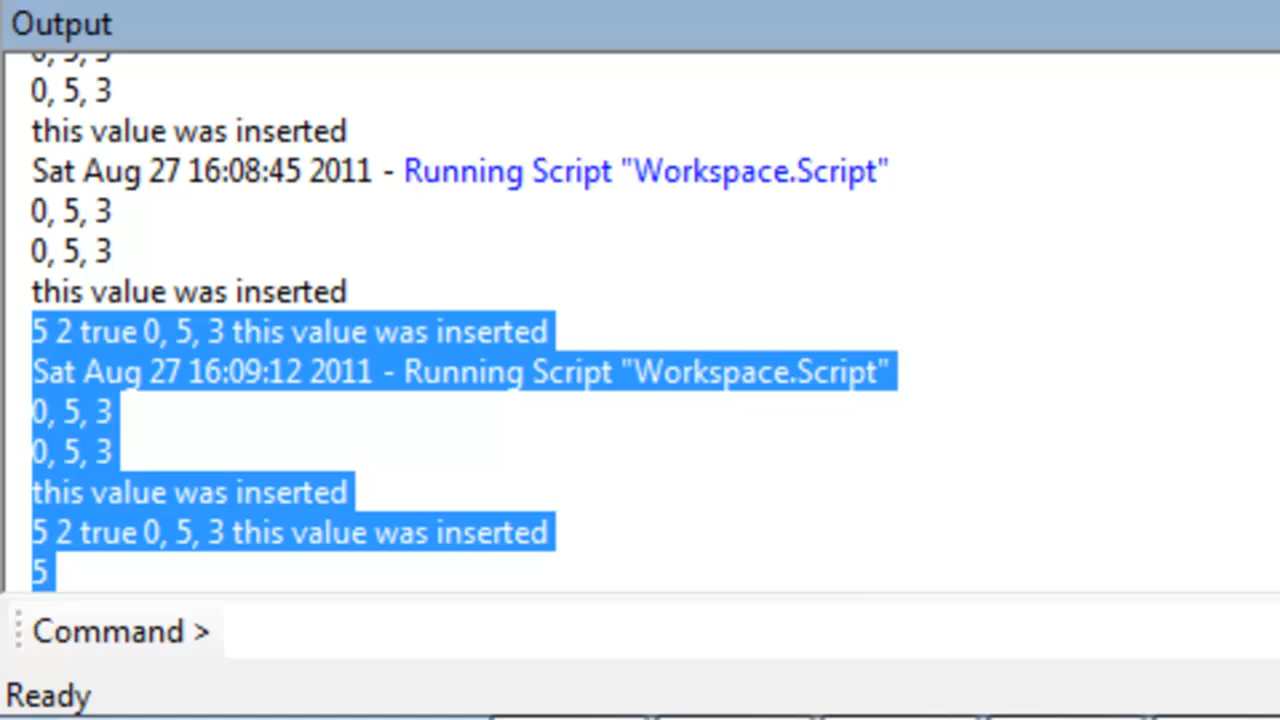 Output
0, 5, 3
0, 5, 3
this value was inserted
Sat Aug 27 16:08:45 2011 - Running Script "Workspace.Script"
0, 5, 3
0, 5, 3
this value was inserted
5 2 true 0, 5, 3 this value was inserted
Sat Aug 27 16:09:12 2011 - Running Script "Workspace.Script"
0, 5, 3
0, 5, 3
this value was inserted
5 2 true 0, 5, 3 this value was inserted
5
Command >
Ready